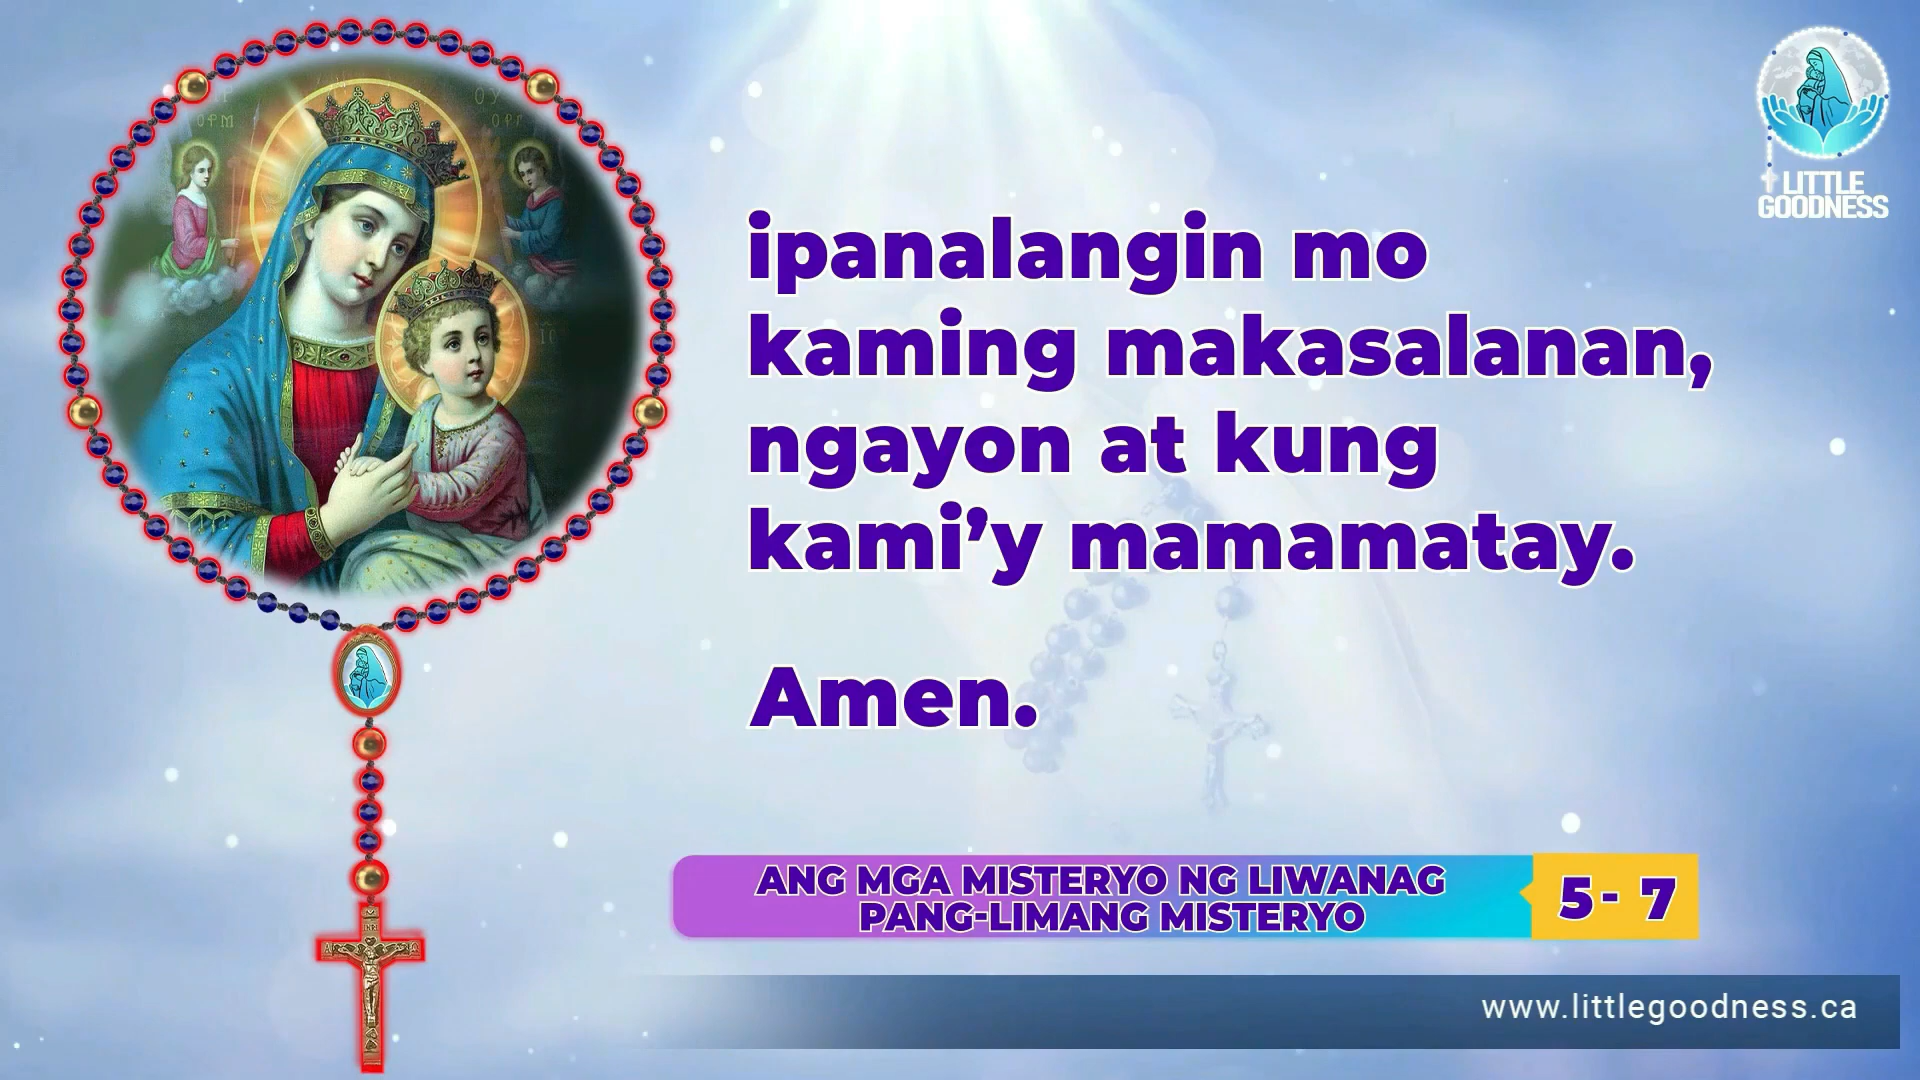 LITTLE
GOODNESS
ipanalangin mo
kaming makasalanan,
ngayon at kung
kami’y mamamatay.
Amen.
ANG MGA MISTERYO NG LIWANAG
PANG-LIMANG MISTERYO
5- 7
www.littlegoodness.ca